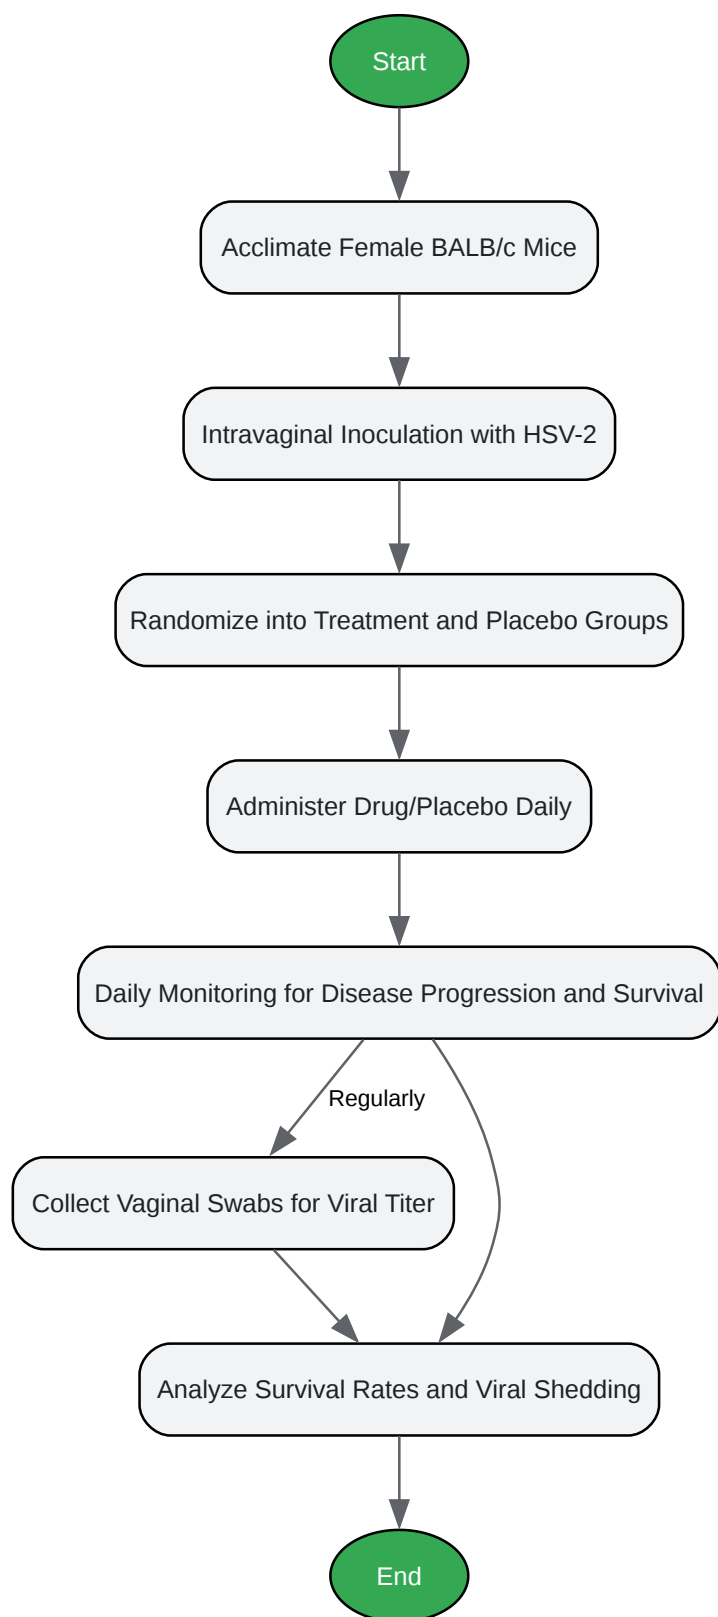 Start
Acclimate Female BALB/c Mice
Intravaginal Inoculation with HSV-2
Randomize into Treatment and Placebo Groups
Administer Drug/Placebo Daily
Daily Monitoring for Disease Progression and Survival
Regularly
Collect Vaginal Swabs for Viral Titer
Analyze Survival Rates and Viral Shedding
End